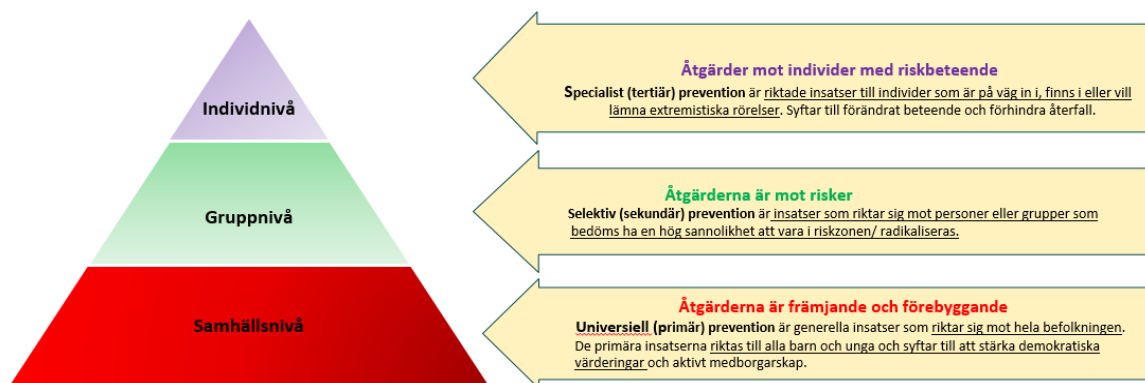 Individnivå
Åtgärder mot individer med riskbeteende
Specialist (tertiär) prevention är riktade insatser till individer som är på väg in i, finns i eller vill
lämna extremistiska rörelser. Syftar till förändrat beteende och förhindra återfall.
Gruppnivå
Åtgärderna är mot risker
Selektiv (sekundär) prevention är insatser som riktar sig mot personer eller grupper som
bedöms ha en hög sannolikhet att vara i riskzonen/ radikaliseras.
Samhällsnivå
Åtgärderna är främjande och förebyggande
Universiell (primär) prevention är generella insatser som riktar sig mot hela befolkningen.
De primära insatserna riktas till alla barn och unga och syftar till att stärka demokratiska
värderingar och aktivt medborgarskap.